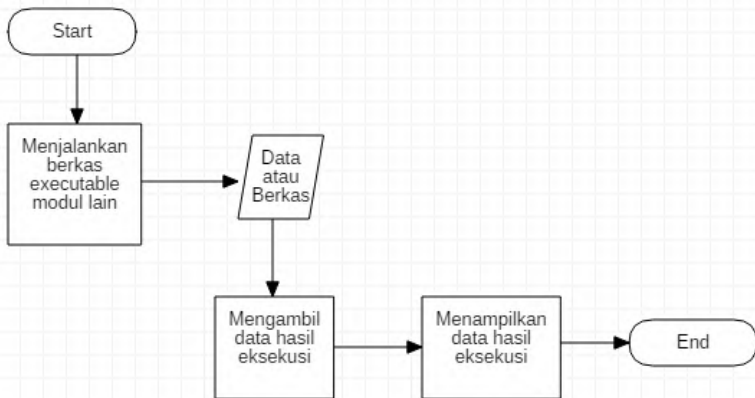 Start
Menjalankan
berkas
executable
modul lain
Data
atau
Berkas
Mengambil
data hasil
eksekusi
Menampilkan
data hasil
eksekusi
End